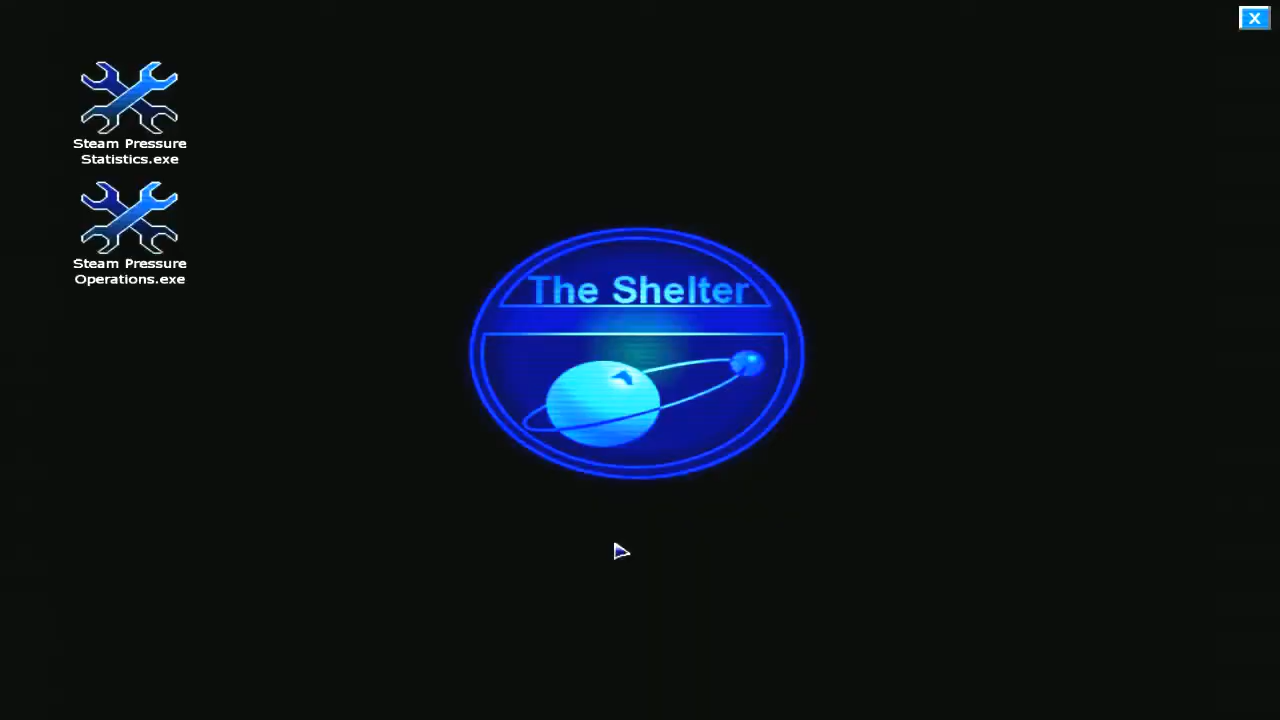 X
Steam Pressure
Statistics.exe
Steam Pressure
Operations.exe
The Shelter